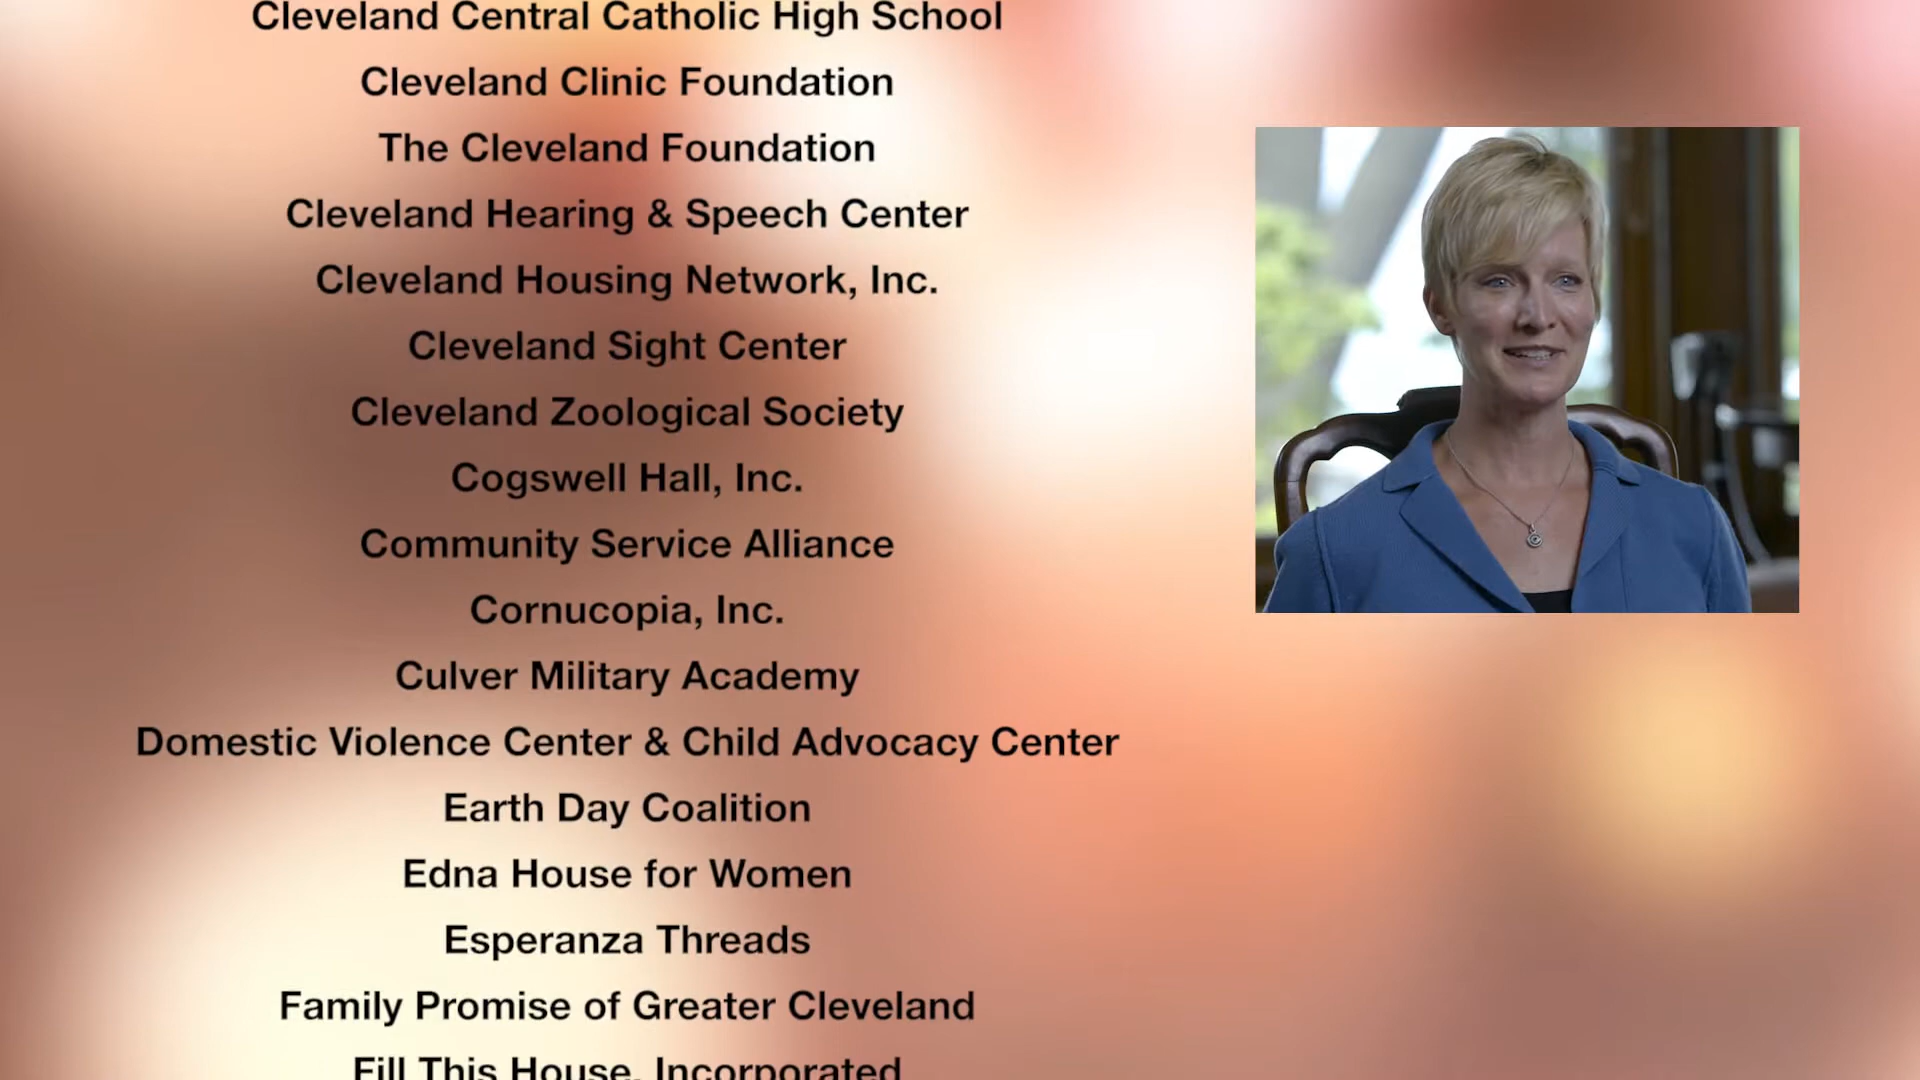 Cleveland Central Catholic High School
Cleveland Clinic Foundation
The Cleveland Foundation
Cleveland Hearing & Speech Center
Cleveland Housing Network, Inc.
Cleveland Sight Center
Cleveland Zoological Society
Cogswell Hall, Inc.
Community Service Alliance
Cornucopia, Inc.
Culver Military Academy
Domestic Violence Center & Child Advocacy Center
Earth Day Coalition
Edna House for Women
Esperanza Threads
Family Promise of Greater Cleveland
Fill This House, Incorporated